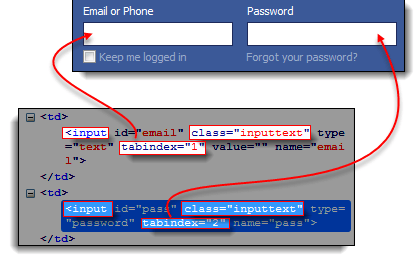 Email or Phone Password
Keep me logged in Forgot your password?
<td>
<input id="email" class="inputtext" type
="text" tabindex="1" value="" name="emai
l">
</td>
<td>
<input id="pass" class="inputtext" type=
"password" tabindex="2" name="pass">
</td>